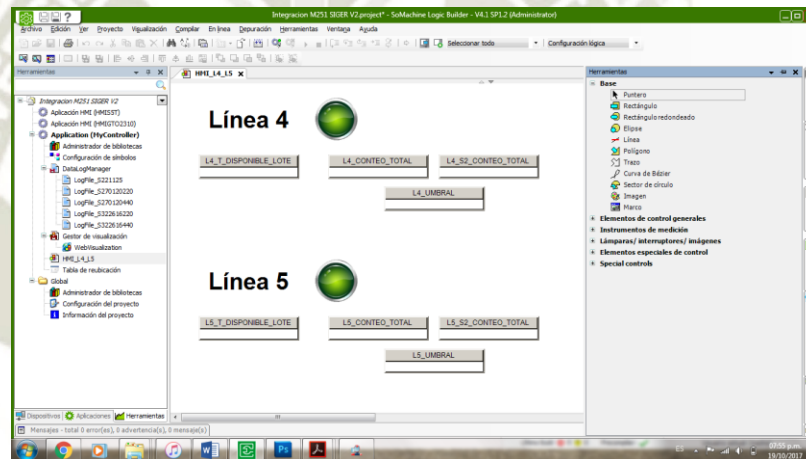 Integracion M251 SIGER V2.project* - SoMachine Logic Builder - V4.1 SP1.2 (Administrator)
Archivo Edición Ver Proyecto Visualización Compilar En línea Depuración Herramientas Ventana Ayuda
Seleccionar todo Configuración lógica
Herramientas
Integracion M251 SIGER V2
Aplicación HMI (HMISST)
Aplicación HMI (HMIGTO2310)
Application (MyController)
Administrador de bibliotecas
Configuración de símbolos
DataLogManager
LogFile_S221125
LogFile_S270120220
LogFile_S270120440
LogFile_S322616220
LogFile_S322616440
Gestor de visualización
WebVisualization
HMI_L4_L5
Tabla de reubicación
Global
Administrador de bibliotecas
Configuración del proyecto
Información del proyecto
Dispositivos Aplicaciones Herramientas
HMI_L4_L5
Línea 4
L4_T_DISPONIBLE_LOTE L4_CONTEO_TOTAL L4_S2_CONTEO_TOTAL
L4_UMBRAL
Línea 5
L5_T_DISPONIBLE_LOTE L5_CONTEO_TOTAL L5_S2_CONTEO_TOTAL
L5_UMBRAL
Herramientas
Base
Puntero
Rectángulo
Rectángulo redondeado
Elipse
Línea
Polígono
Trazo
Curva de Bézier
Sector de círculo
Imagen
Marco
Elementos de control generales
Instrumentos de medición
Lámparas/ interruptores/ imágenes
Elementos especiales de control
Special controls
Mensajes - total 0 error(es), 0 advertencia(s), 0 mensaje(s)
ES 07:55 p.m.
19/10/2017